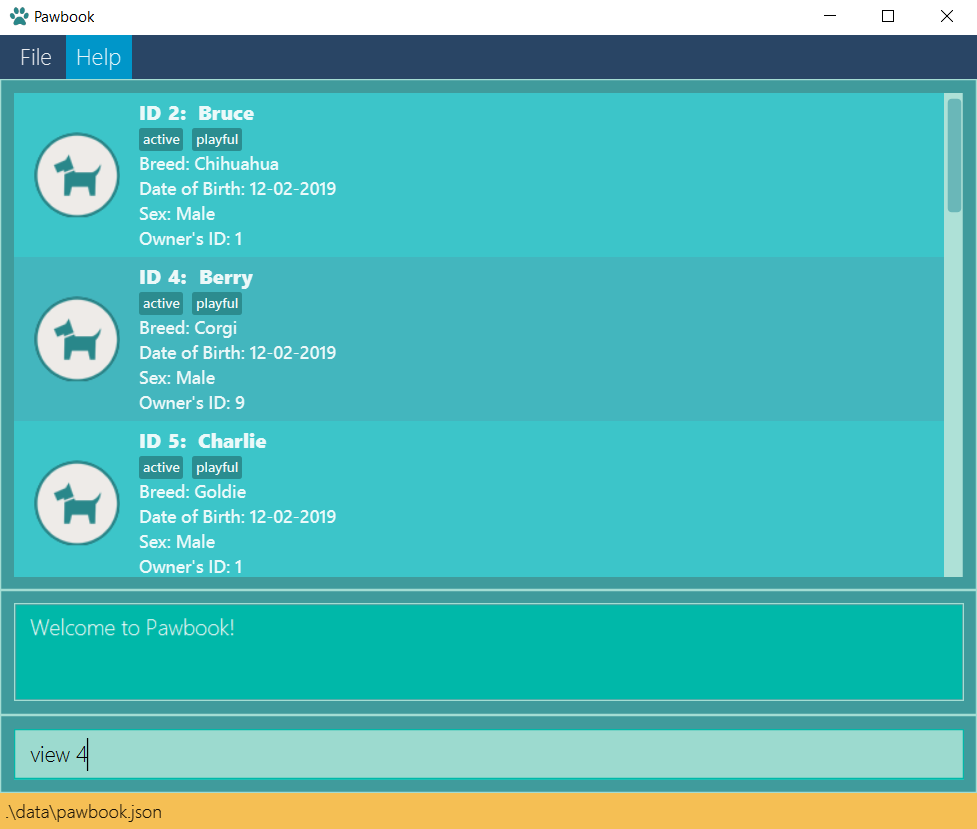 Pawbook
File Help
ID 2: Bruce
active playful
Breed: Chihuahua
Date of Birth: 12-02-2019
Sex: Male
Owner's ID: 1
ID 4: Berry
active playful
Breed: Corgi
Date of Birth: 12-02-2019
Sex: Male
Owner's ID: 9
ID 5: Charlie
active playful
Breed: Goldie
Date of Birth: 12-02-2019
Sex: Male
Owner's ID: 1
Welcome to Pawbook!
view 4
.\data\pawbook.json